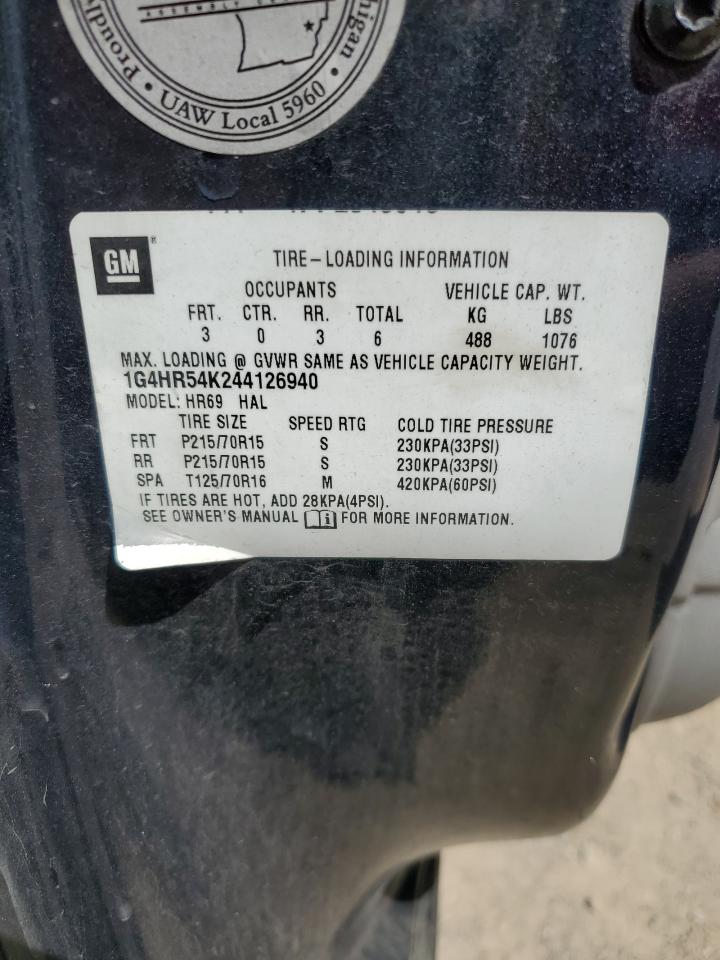 ASSEMBLY
Proudly
higan
• UAW Local 5960 •
GM®
TIRE-LOADING INFORMATION
OCCUPANTS VEHICLE CAP. WT.
FRT. CTR. RR. TOTAL KG LBS
3 0 3 6 488 1076
MAX. LOADING @ GVWR SAME AS VEHICLE CAPACITY WEIGHT.
1G4HR54K244126940
MODEL: HR69 HAL
TIRE SIZE SPEED RTG COLD TIRE PRESSURE
FRT P215/70R15 S 230KPA(33PSI)
RR P215/70R15 S 230KPA(33PSI)
SPA T125/70R16 M 420KPA(60PSI)
IF TIRES ARE HOT, ADD 28KPA(4PSI).
SEE OWNER'S MANUAL i FOR MORE INFORMATION.